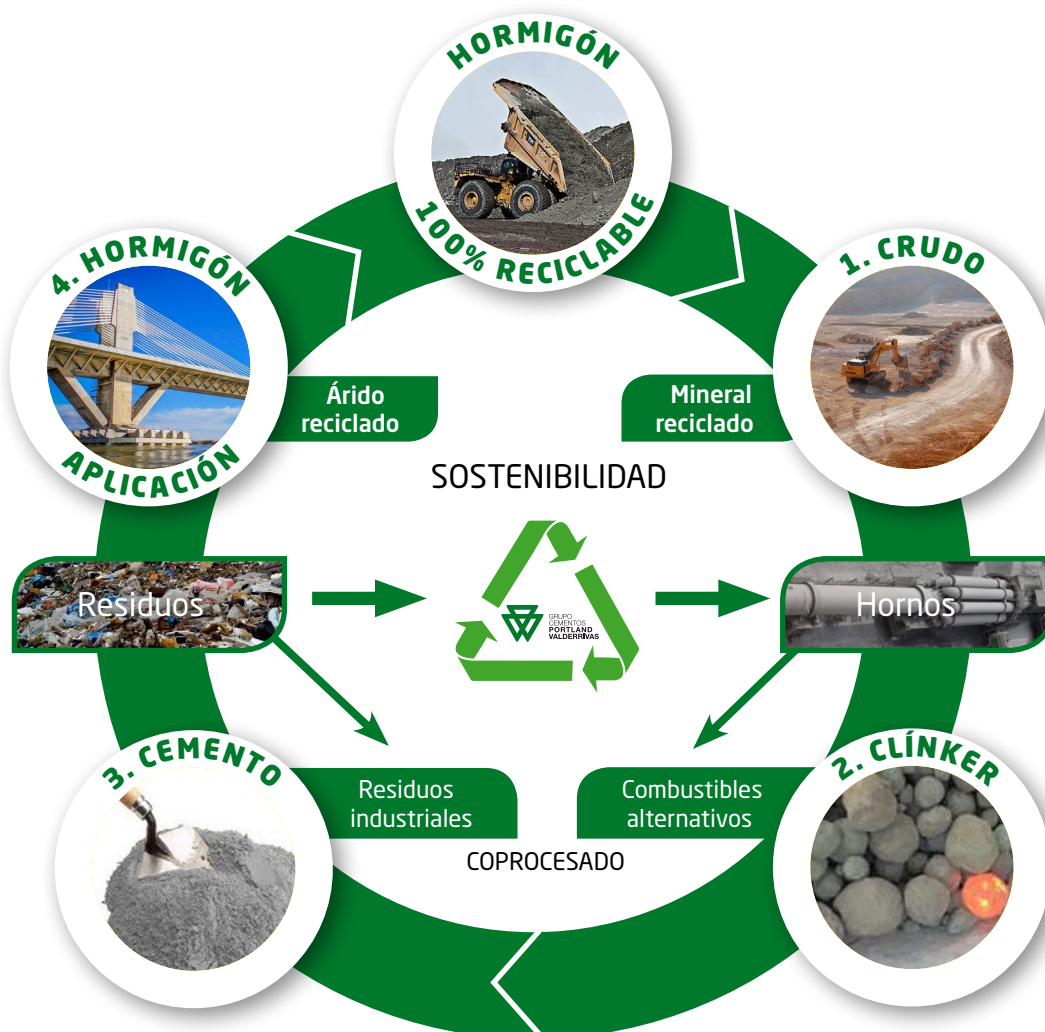 HORMIGÓN
100% RECICLABLE
4. HORMIGÓN
APLICACIÓN
1. CRUDO
Árido
reciclado
Mineral
reciclado
SOSTENIBILIDAD
Residuos
GRUPO
CEMENTOS
PORTLAND
VALDERRIVAS
Hornos
3. CEMENTO
2. CLÍNKER
Residuos
industriales
Combustibles
alternativos
COPROCESADO